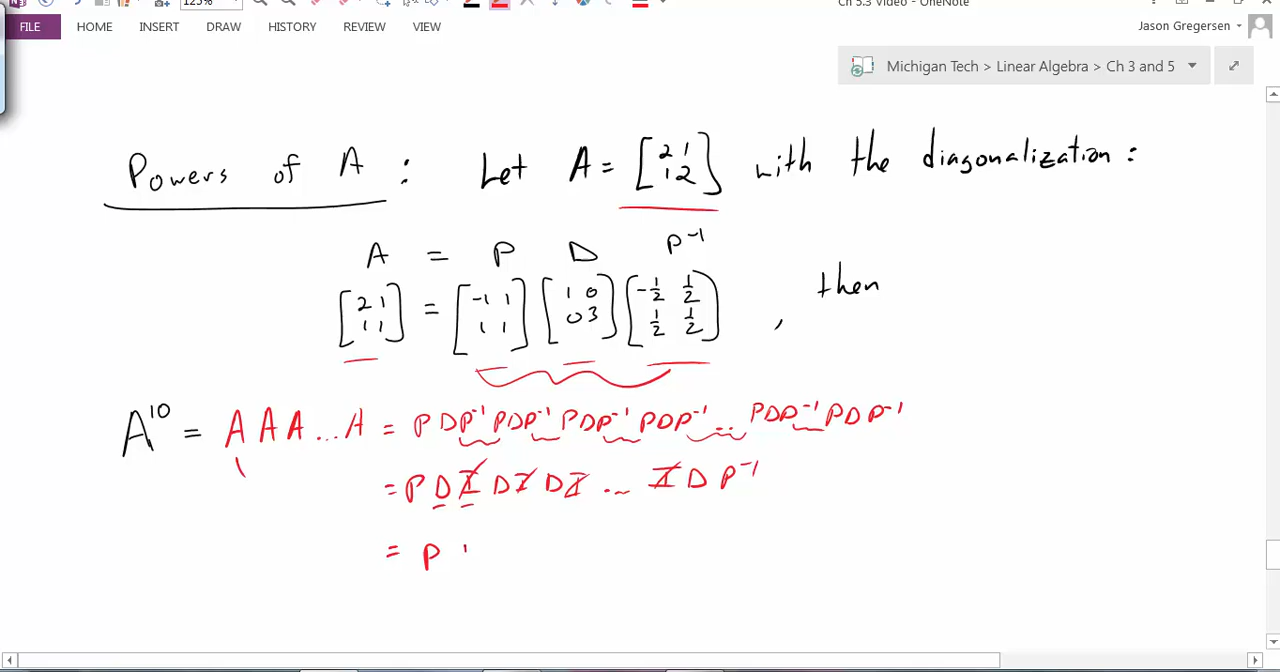 125% Ch 5.3 Video - OneNote
FILE HOME INSERT DRAW HISTORY REVIEW VIEW Jason Gregersen
Michigan Tech > Linear Algebra > Ch 3 and 5
Powers of A : Let A = [2 1; 1 2] with the diagonalization :
A = P D P⁻¹
[2 1; 1 1] = [-1 1; 1 1] [1 0; 0 3] [-1/2 1/2; 1/2 1/2] , then
A¹⁰ = A A A ... A = P D P⁻¹ P D P⁻¹ P D P⁻¹ P D P⁻¹ ... P D P⁻¹ P D P⁻¹
= P D I D I D I ... I D P⁻¹
= P